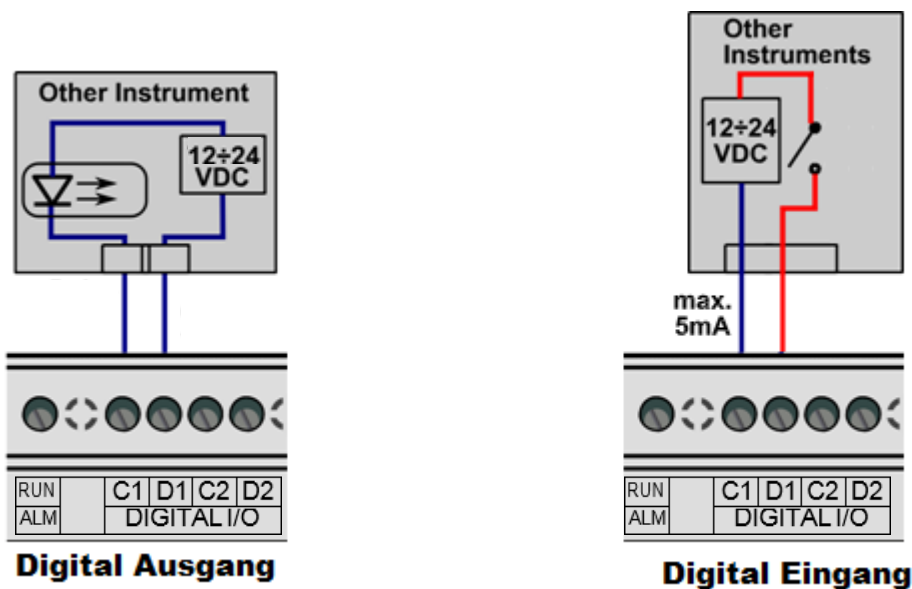 Other Instrument
12÷24
VDC
RUN
C1 D1 C2 D2
ALM
DIGITAL I/O
Digital Ausgang
Other
Instruments
12÷24
VDC
max.
5mA
RUN
C1 D1 C2 D2
ALM
DIGITAL I/O
Digital Eingang